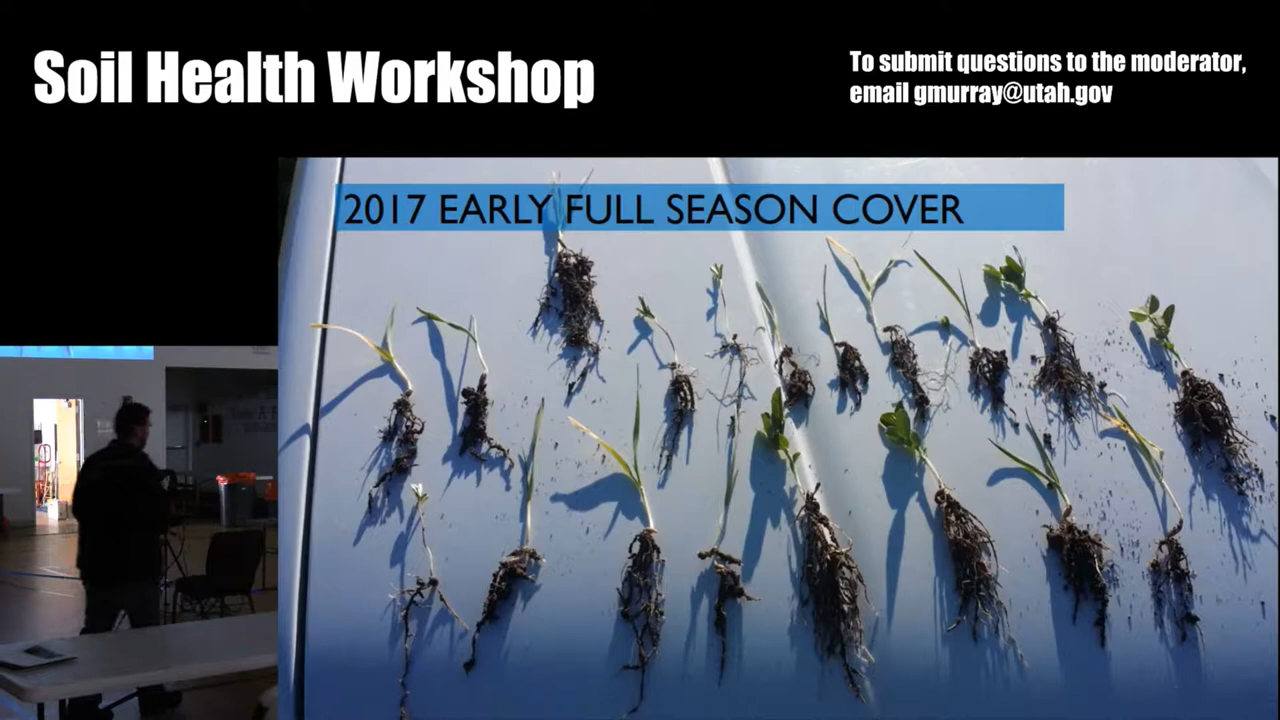 Soil Health Workshop
To submit questions to the moderator,
email gmurray@utah.gov
2017 EARLY FULL SEASON COVER